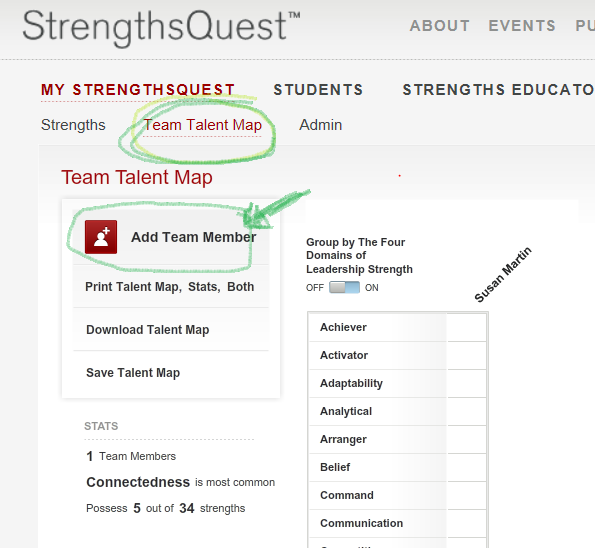 StrengthsQuest™
ABOUT EVENTS
MY STRENGTHSQUEST STUDENTS STRENGTHS
Strengths Team Talent Map Admin
Team Talent Map
Add Team Member
Print Talent Map, Stats, Both
Download Talent Map
Save Talent Map
STATS
1 Team Members
Connectedness is most common
Possess 5 out of 34 strengths
Group by The Four
Domains of
Leadership Strength
OFF ON
Susan Martin
Achiever
Activator
Adaptability
Analytical
Arranger
Belief
Command
Communication